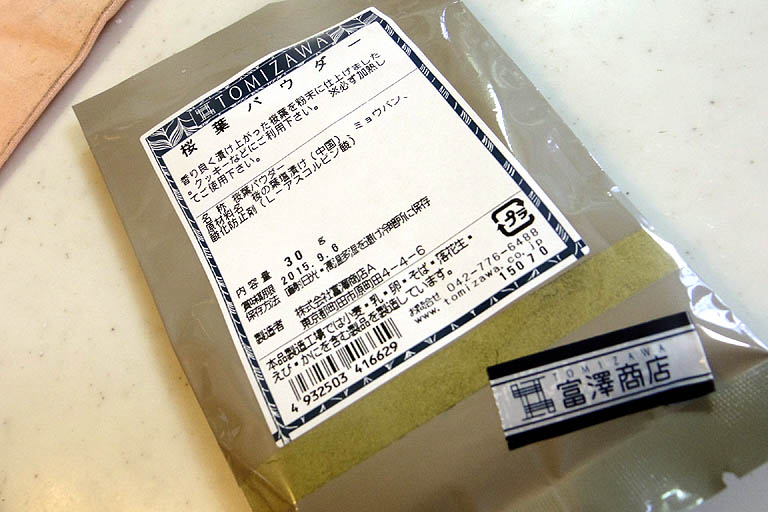 TOMIZAWA
桜葉パウダー
香り良く漬け上がった桜葉を粉末に仕上げました
。クッキーなどにご利用下さい。 ※必ず加熱し
てご使用下さい。
名 称 桜葉パウダー
原材料名 桜の葉塩漬け(中国)、ミョウバン、
酸化防止剤(L-アスコルビン酸)
内容量 30g
賞味期限 2015.9.6
保存方法 直射日光・高温多湿を避け冷暗所に保存
製造者 株式会社富澤商店A
東京都町田市原町田4-4-6
本品製造工場では小麦・乳・卵・そば・落花生・
えび・かにを含む製品を製造しています。
お問合せ 042-776-6488
www.tomizawa.co.jp
15070
プラ
4 932503 416629
TOMIZAWA
富澤商店